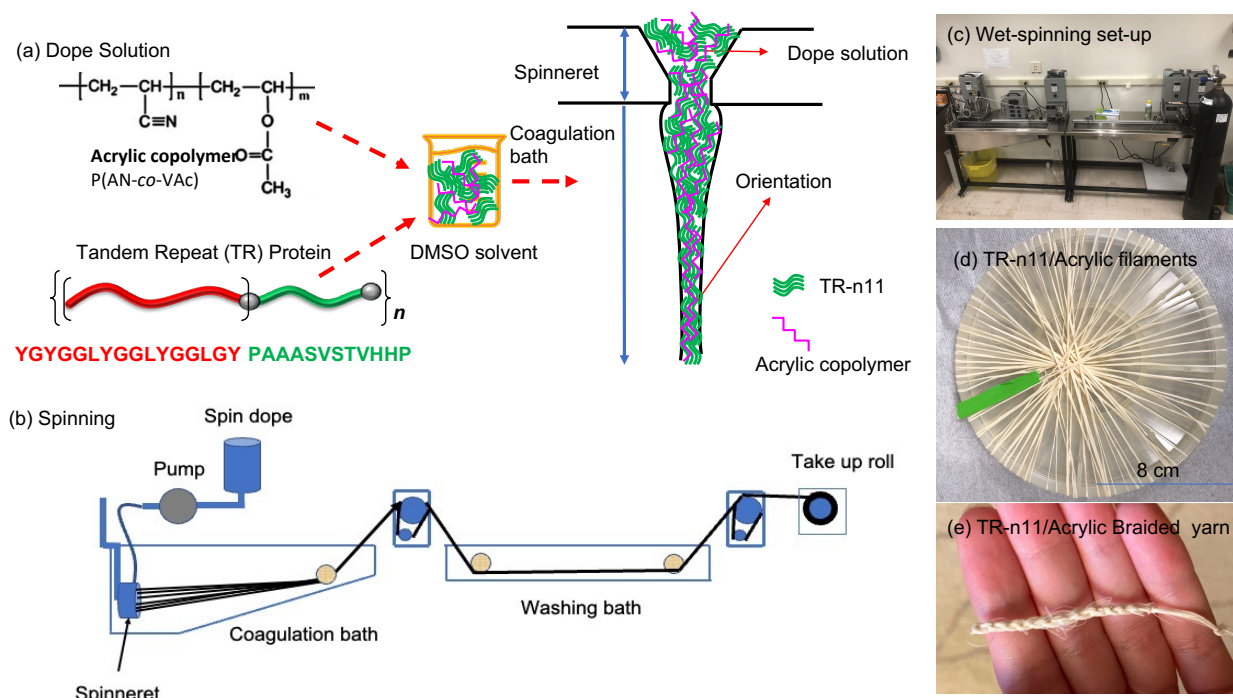 (a) Dope Solution
CH₂
CH
n
CH₂
CH
m
C≡N
O
Acrylic copolymer
O=C
P(AN-co-VAc)
CH₃
Tandem Repeat (TR) Protein
n
YGYGGLYGGLYGGLGY PAAASVSTVHHP
DMSO solvent
Spinneret
Dope solution
Coagulation
bath
Orientation
TR-n11
Acrylic copolymer
(b) Spinning
Spin dope
Pump
Take up roll
Washing bath
Coagulation bath
Spinneret
(c) Wet-spinning set-up
(d) TR-n11/Acrylic filaments
8 cm
(e) TR-n11/Acrylic Braided yarn